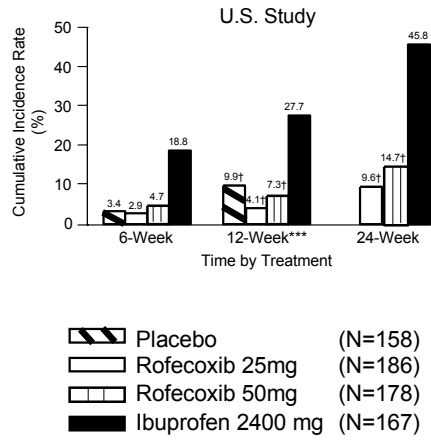 U.S. Study
Cumulative Incidence Rate
(%)
50
40
30
20
10
0
3.4
2.9
4.7
18.8
9.9†
4.1†
7.3†
27.7
9.6†
14.7†
45.8
6-Week
12-Week***
24-Week
Time by Treatment
Placebo (N=158)
Rofecoxib 25mg (N=186)
Rofecoxib 50mg (N=178)
Ibuprofen 2400 mg (N=167)